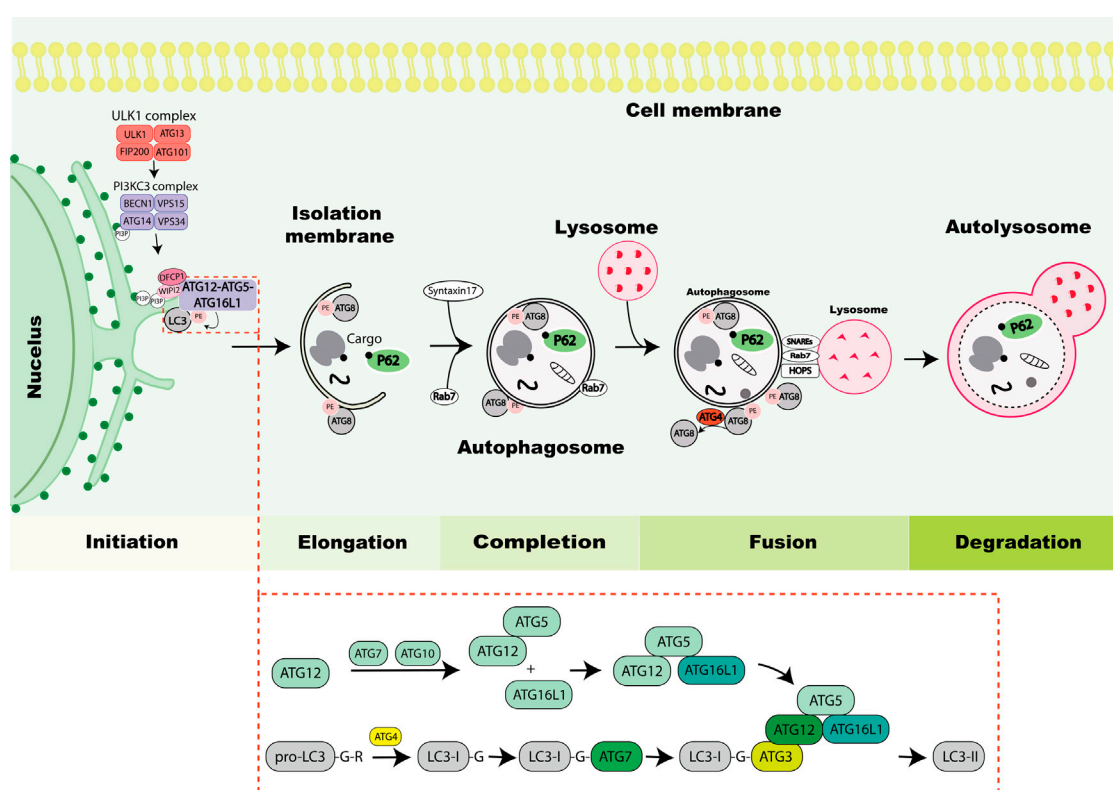 Cell membrane
ULK1 complex
ULK1 ATG13
FIP200 ATG101
PI3KC3 complex
BECN1 VPS15
ATG14 VPS34
PI3P
DFCP1
WIPI2
PI3P PI3P
ATG12-ATG5-
ATG16L1
LC3 PE
Nucelus
Isolation
membrane
PE ATG8
Cargo
P62
PE
ATG8
Syntaxin17
Rab7
Lysosome
PE ATG8
P62
Rab7
ATG8 PE
Autophagosome
Autophagosome
PE ATG8
P62
SNAREs
Rab7
HOPS
Lysosome
PE ATG8
PE
ATG4
ATG8 ATG8
Autolysosome
P62
Initiation
Elongation
Completion
Fusion
Degradation
ATG12
ATG7 ATG10
ATG5
ATG12
+
ATG16L1
ATG5
ATG12 ATG16L1
ATG5
ATG12 ATG16L1
pro-LC3 -G-R
ATG4
LC3-I -G
LC3-I -G- ATG7
LC3-I -G- ATG3
LC3-II